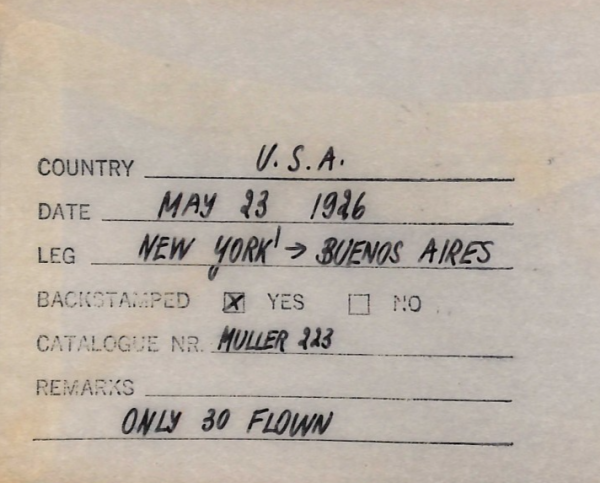 COUNTRY U.S.A.
DATE MAY 23 1926
LEG NEW YORK → BUENOS AIRES
BACKSTAMPED ☒ YES ☐ NO
CATALOGUE NR. MULLER 223
REMARKS
ONLY 30 FLOWN